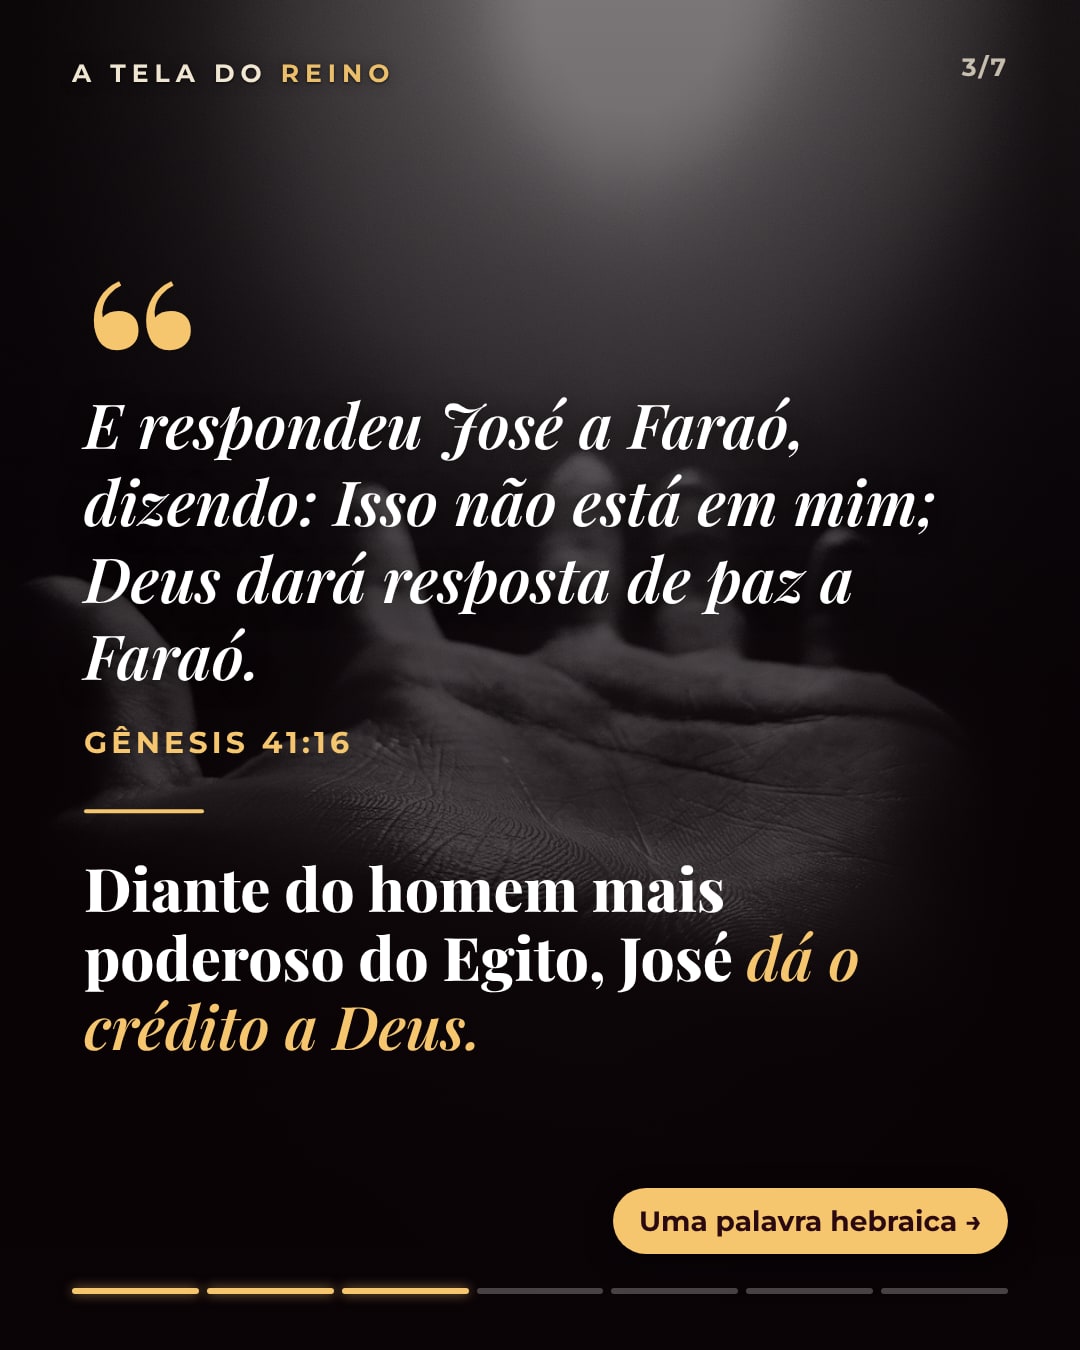 A TELA DO REINO
3/7
“
E respondeu José a Faraó,
dizendo: Isso não está em mim;
Deus dará resposta de paz a
Faraó.
GÊNESIS 41:16
Diante do homem mais
poderoso do Egito, José dá o
crédito a Deus.
Uma palavra hebraica →